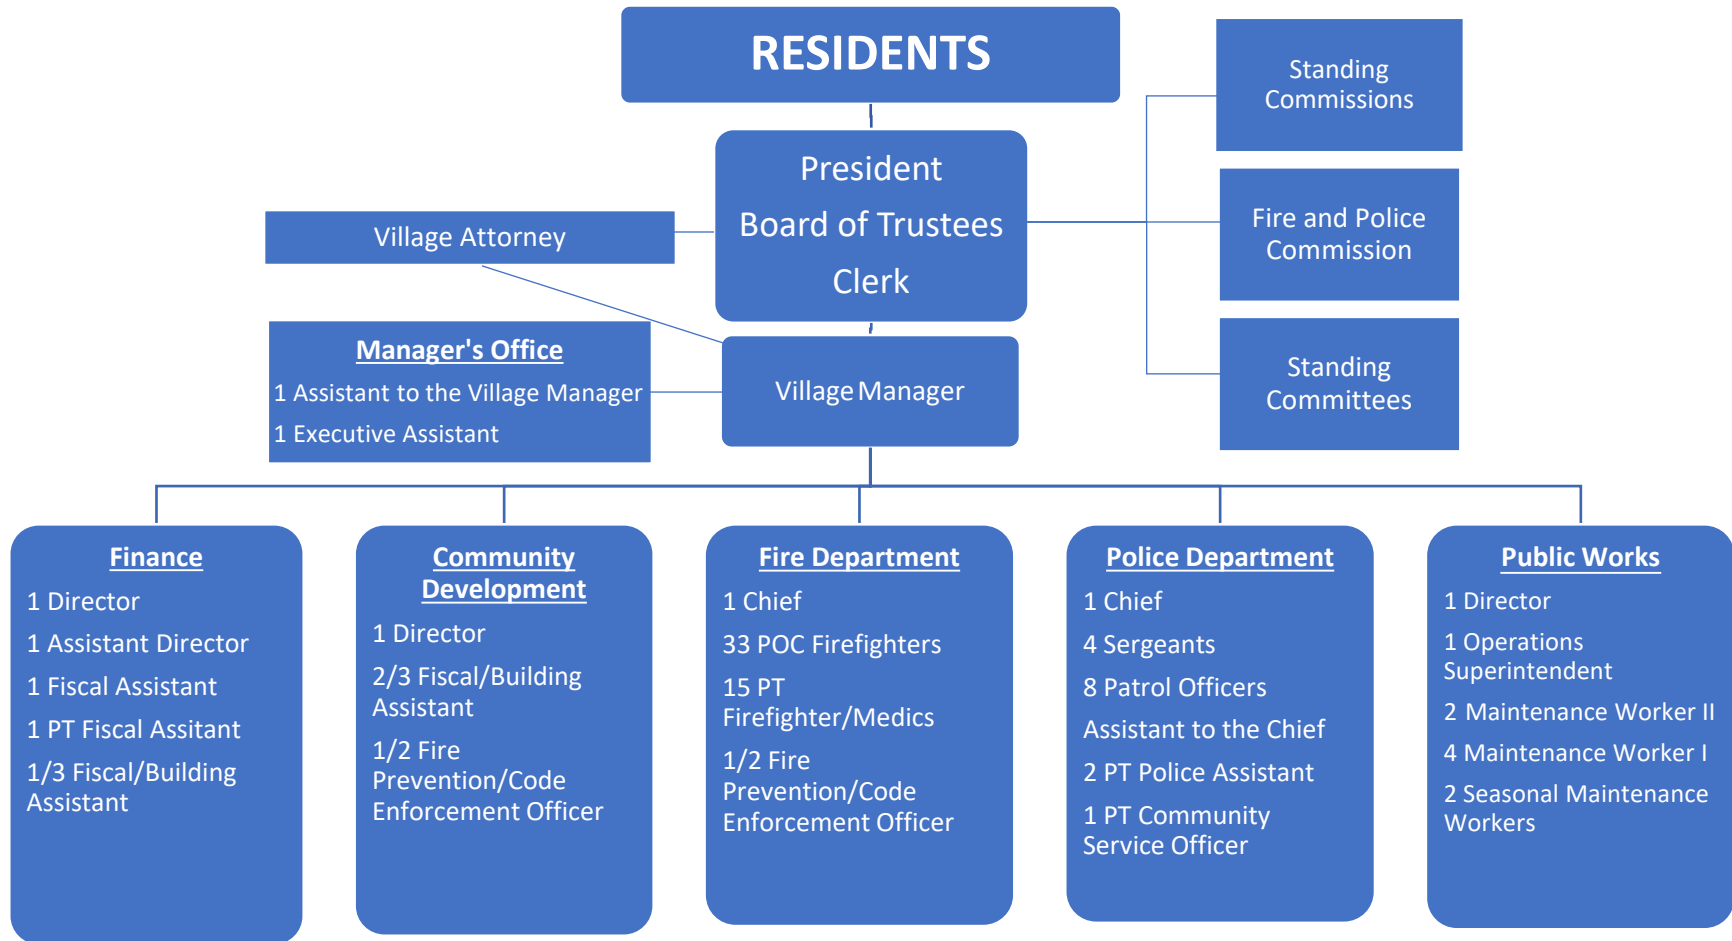 RESIDENTS
Standing
Commissions
President
Board of Trustees
Clerk
Village Attorney
Fire and Police
Commission
Manager's Office
1 Assistant to the Village Manager
1 Executive Assistant
Village Manager
Standing
Committees
Finance
1 Director
1 Assistant Director
1 Fiscal Assistant
1 PT Fiscal Assitant
1/3 Fiscal/Building
Assistant
Community
Development
1 Director
2/3 Fiscal/Building
Assistant
1/2 Fire
Prevention/Code
Enforcement Officer
Fire Department
1 Chief
33 POC Firefighters
15 PT
Firefighter/Medics
1/2 Fire
Prevention/Code
Enforcement Officer
Police Department
1 Chief
4 Sergeants
8 Patrol Officers
Assistant to the Chief
2 PT Police Assistant
1 PT Community
Service Officer
Public Works
1 Director
1 Operations
Superintendent
2 Maintenance Worker II
4 Maintenance Worker I
2 Seasonal Maintenance
Workers